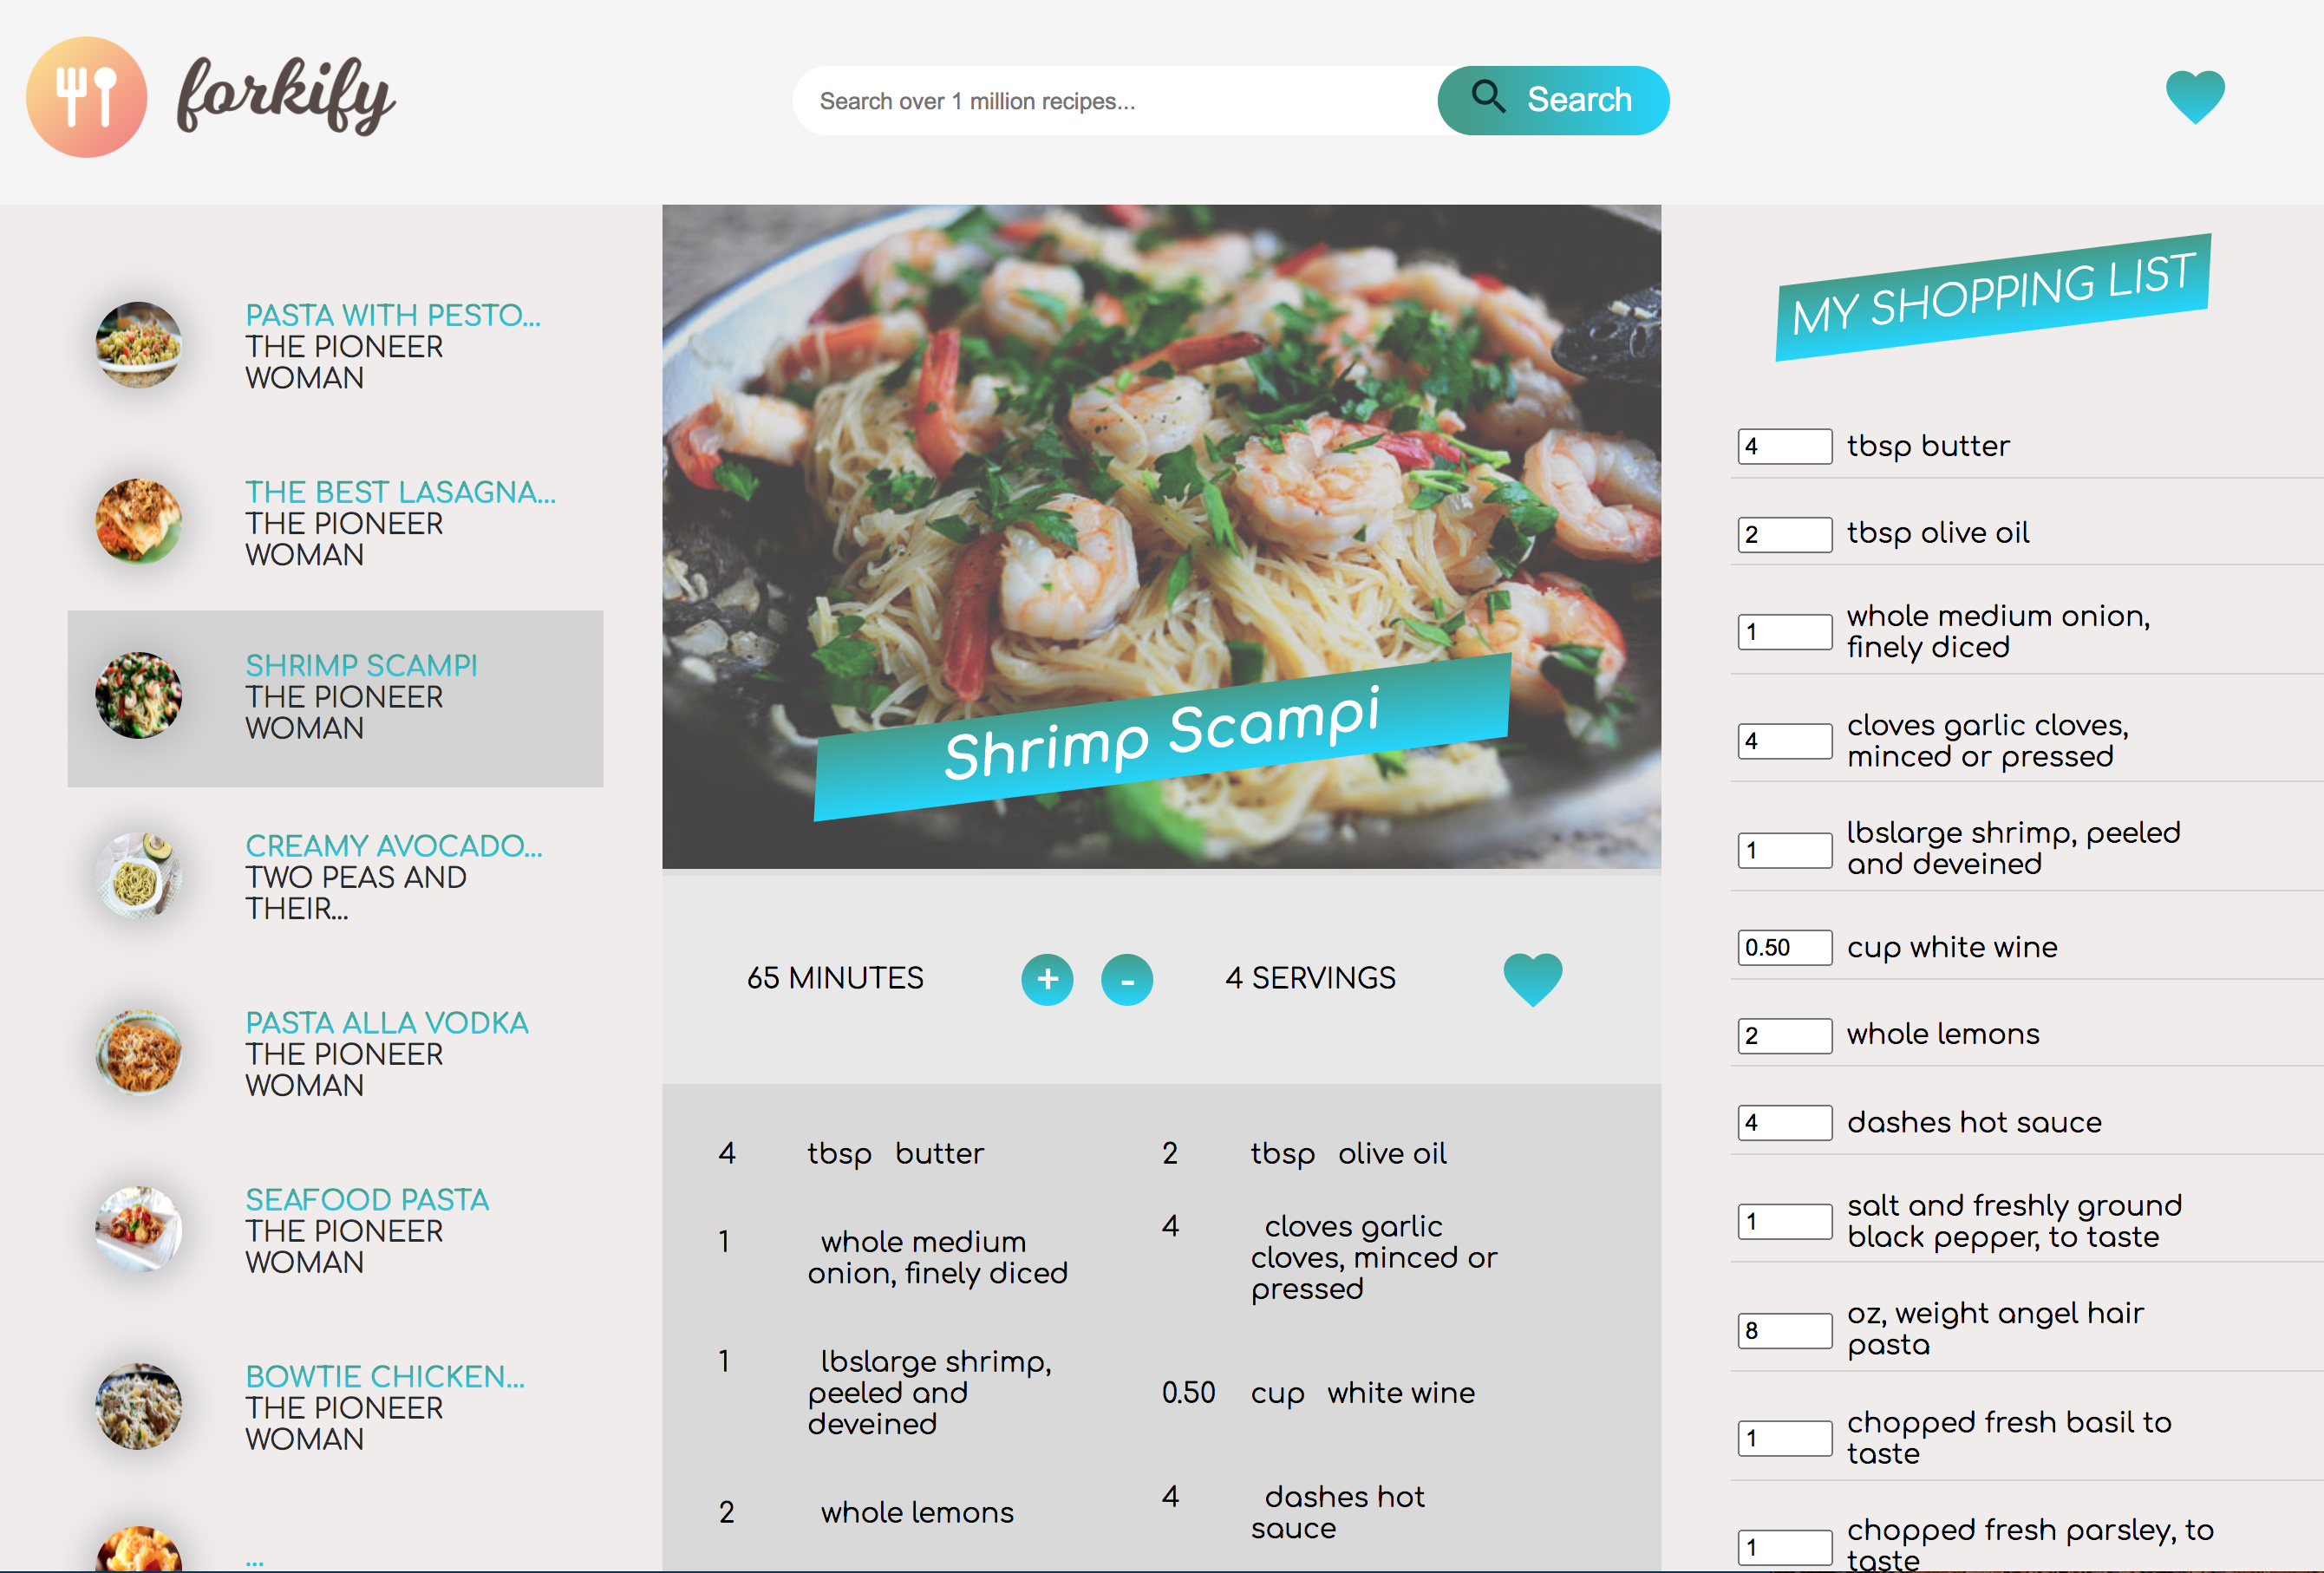 forkify
Search over 1 million recipes...
Search
PASTA WITH PESTO...
THE PIONEER
WOMAN
THE BEST LASAGNA...
THE PIONEER
WOMAN
SHRIMP SCAMPI
THE PIONEER
WOMAN
CREAMY AVOCADO...
TWO PEAS AND
THEIR...
PASTA ALLA VODKA
THE PIONEER
WOMAN
SEAFOOD PASTA
THE PIONEER
WOMAN
BOWTIE CHICKEN...
THE PIONEER
WOMAN
...
Shrimp Scampi
65 MINUTES + - 4 SERVINGS
4 tbsp butter
2 tbsp olive oil
1 whole medium
onion, finely diced
4 cloves garlic
cloves, minced or
pressed
1 lbslarge shrimp,
peeled and
deveined
0.50 cup white wine
2 whole lemons
4 dashes hot
sauce
MY SHOPPING LIST
4 tbsp butter
2 tbsp olive oil
1 whole medium onion,
finely diced
4 cloves garlic cloves,
minced or pressed
1 lbslarge shrimp, peeled
and deveined
0.50 cup white wine
2 whole lemons
4 dashes hot sauce
1 salt and freshly ground
black pepper, to taste
8 oz, weight angel hair
pasta
1 chopped fresh basil to
taste
1 chopped fresh parsley, to
taste